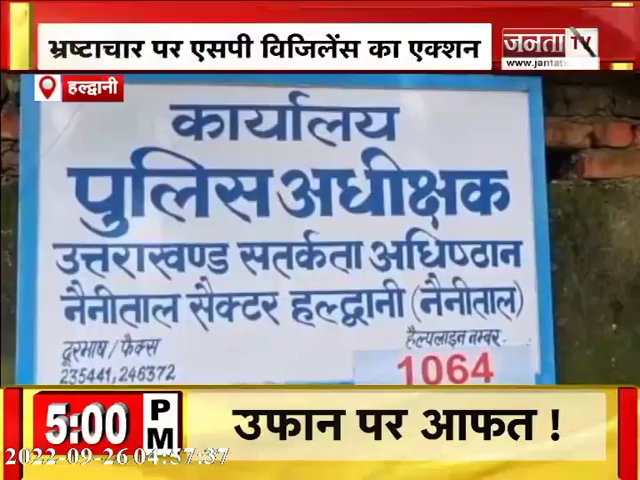 भ्रष्टाचार पर एसपी विजिलेंस का एक्शन
जनता TV
www.jantatv
हल्द्वानी
कार्यालय
पुलिस अधीक्षक
उत्तराखण्ड सतर्कता अधिष्ठान
नैनीताल सैक्टर हल्द्वानी (नैनीताल)
दूरभाष / फैक्स
हैल्पलाइन नम्बर
235441, 246372
1064
5:00 PM
उफान पर आफत !
2022-09-26 04:57:37